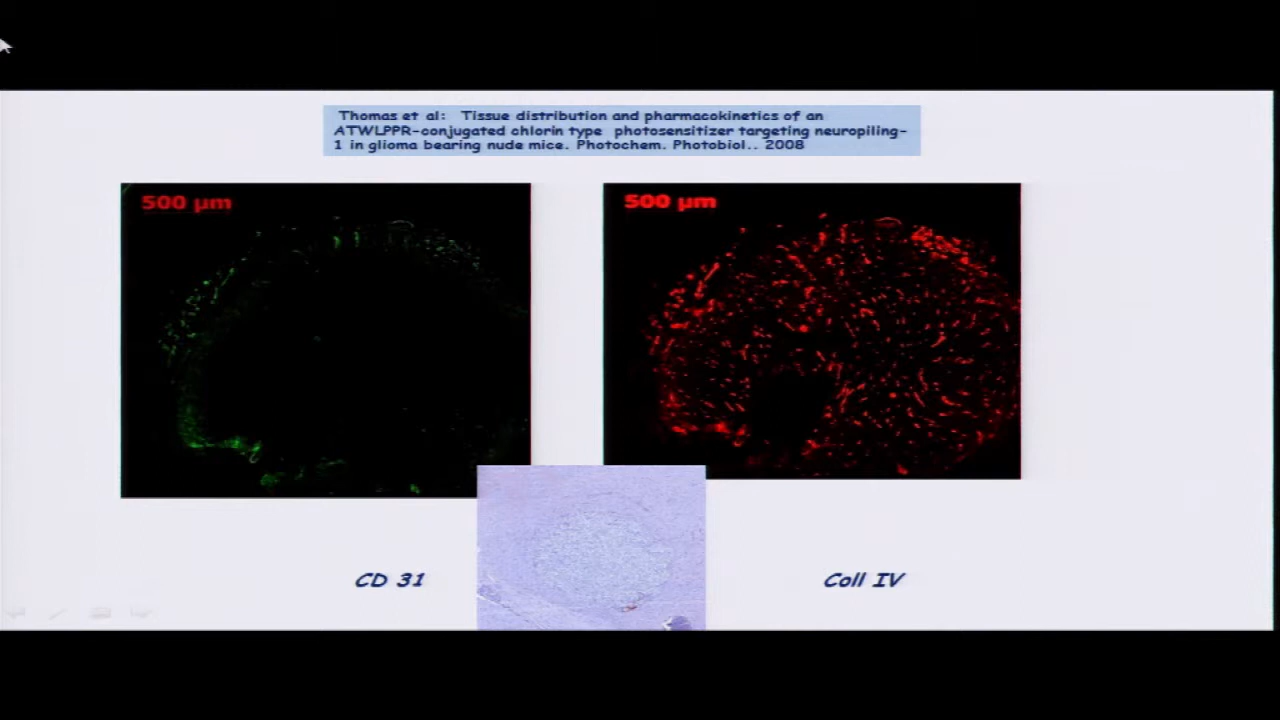 Thomas et al: Tissue distribution and pharmacokinetics of an
ATWLPPR-conjugated chlorin type photosensitizer targeting neuropiling-
1 in glioma bearing nude mice. Photochem. Photobiol.. 2008
500 µm
500 µm
CD 31
Coll IV